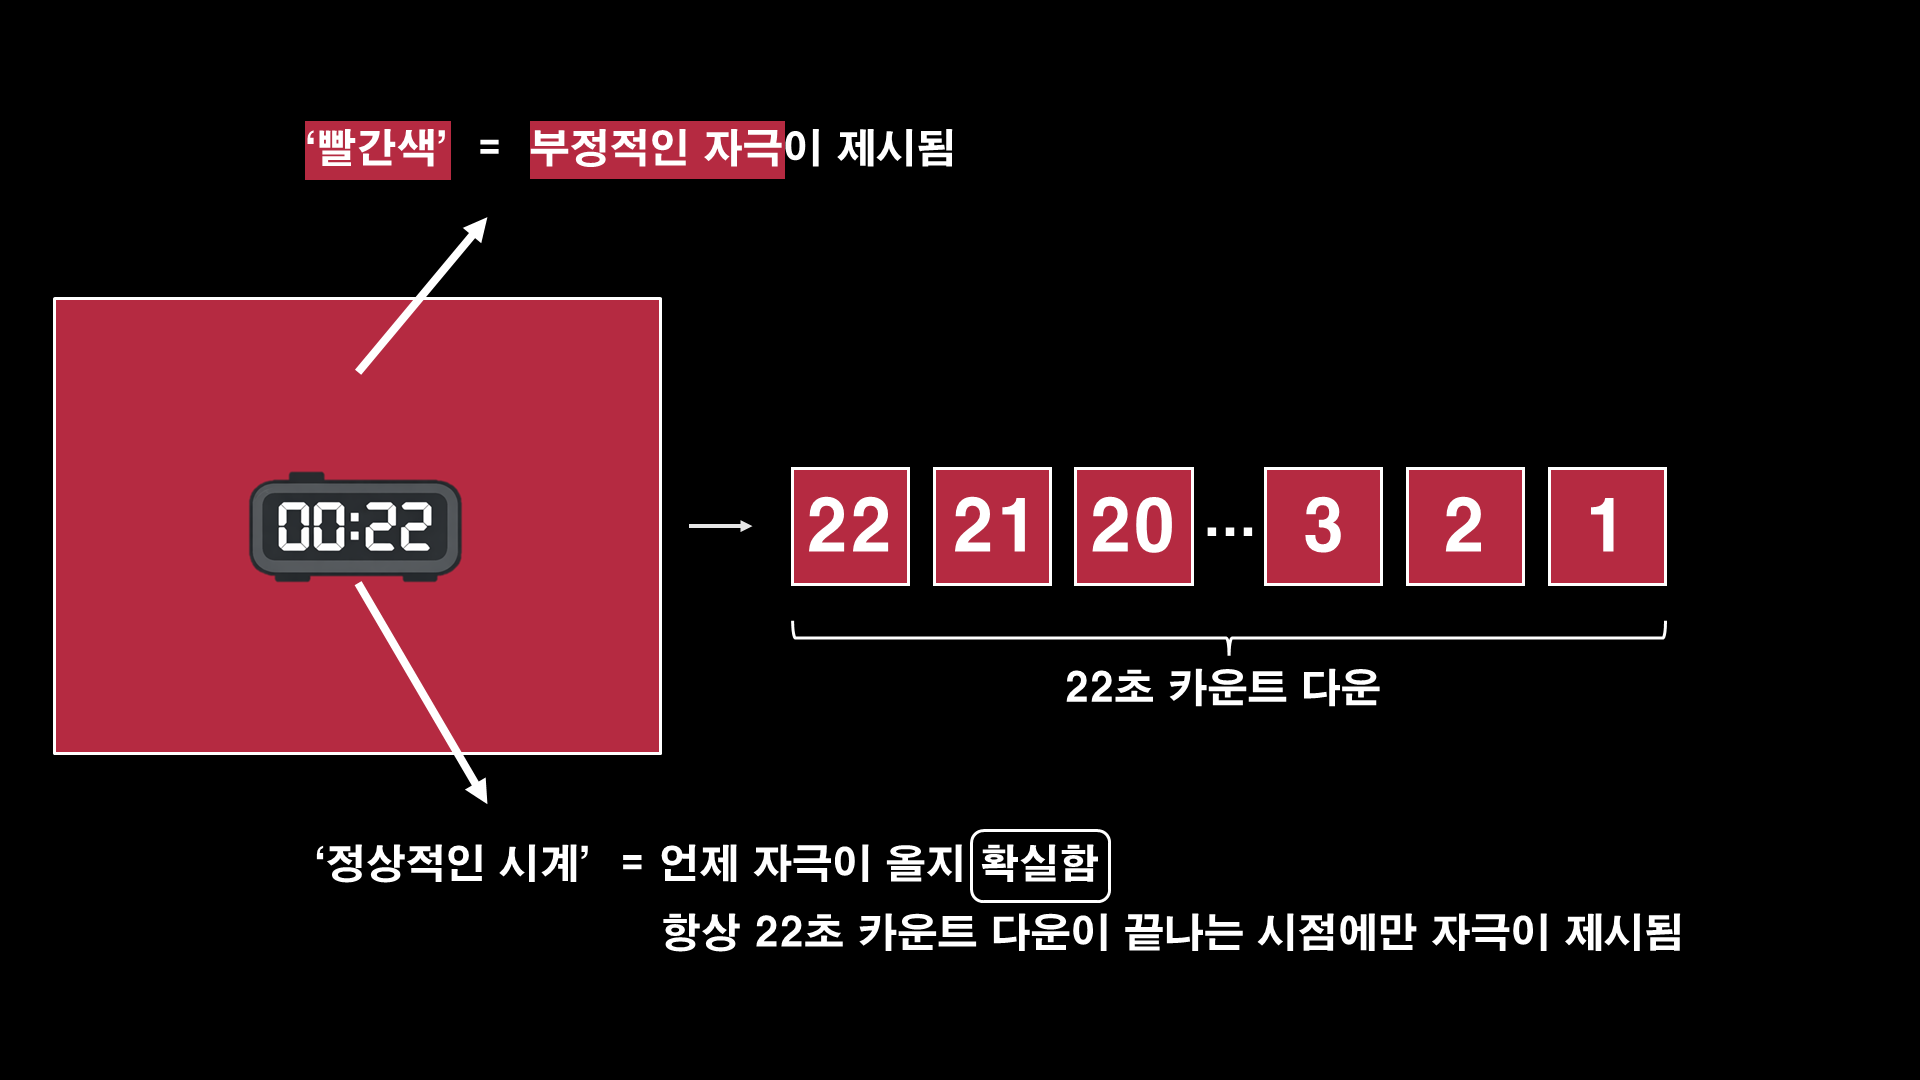 ‘빨간색’ = 부정적인 자극이 제시됨
00:22
22 21 20 ... 3 2 1
22초 카운트 다운
‘정상적인 시계’ = 언제 자극이 올지 확실함
항상 22초 카운트 다운이 끝나는 시점에만 자극이 제시됨